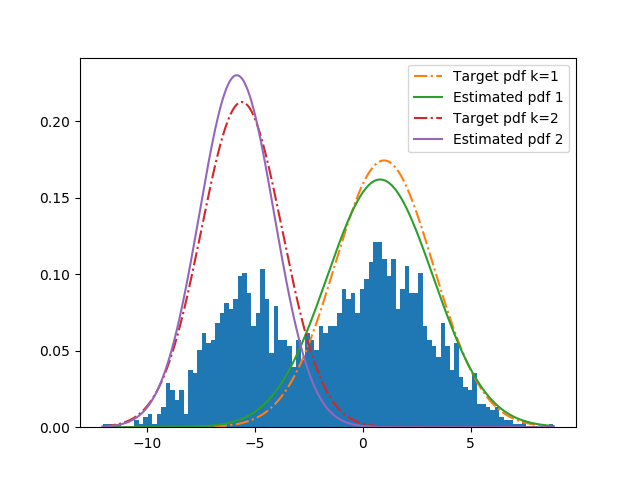 Target pdf k=1
Estimated pdf 1
Target pdf k=2
Estimated pdf 2
0.20
0.15
0.10
0.05
0.00
−10 −5 0 5